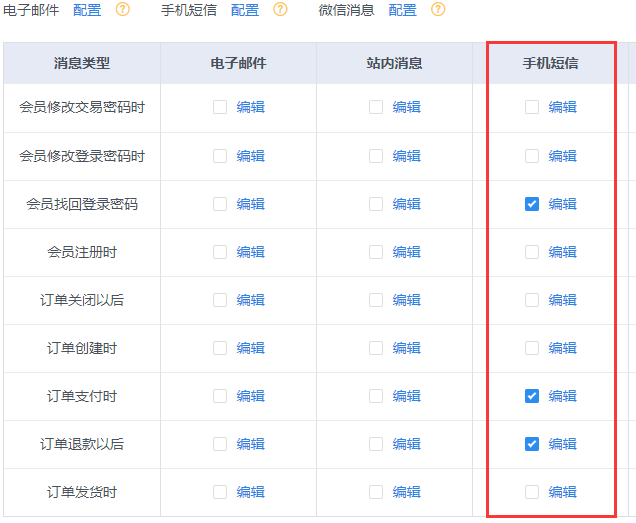 电子邮件 配置 ? 手机短信 配置 ? 微信消息 配置 ?
消息类型 电子邮件 站内消息 手机短信
会员修改交易密码时 编辑 编辑 编辑
会员修改登录密码时 编辑 编辑 编辑
会员找回登录密码 编辑 编辑 编辑
会员注册时 编辑 编辑 编辑
订单关闭以后 编辑 编辑 编辑
订单创建时 编辑 编辑 编辑
订单支付时 编辑 编辑 编辑
订单退款以后 编辑 编辑 编辑
订单发货时 编辑 编辑 编辑